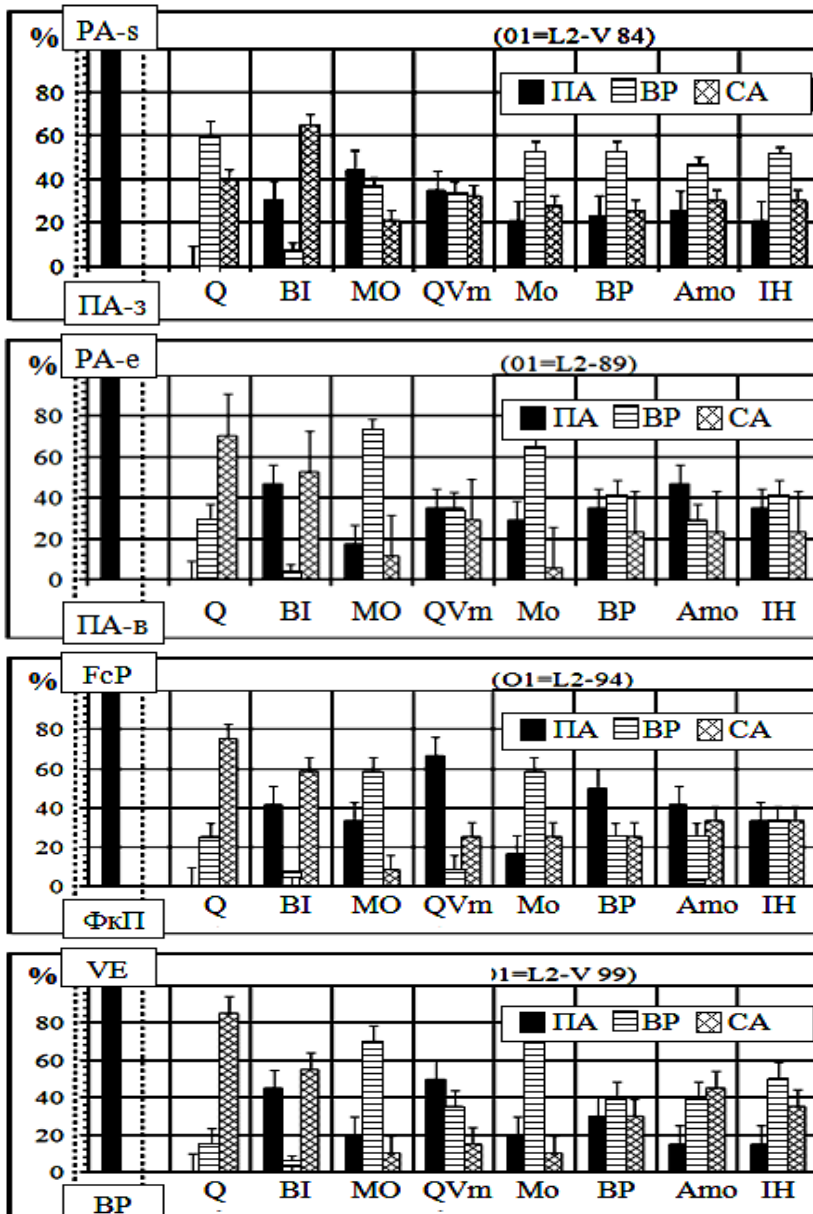 PA-s
% (01=L2-V 84)
ПА ВР СА
80
60
40
20
0
Q BI MO QVm Mo BP Amo IH
ПА-з
PA-e
% (01=L2-89)
ПА ВР СА
80
60
40
20
0
Q BI MO QVm Mo BP Amo IH
ПА-в
FcP
% (O1=L2-94)
ПА ВР СА
80
60
40
20
0
Q BI MO QVm Mo BP Amo IH
ФкП
VE
% )1=L2-V 99)
ПА ВР СА
80
60
40
20
0
Q BI MO QVm Mo BP Amo IH
ВР